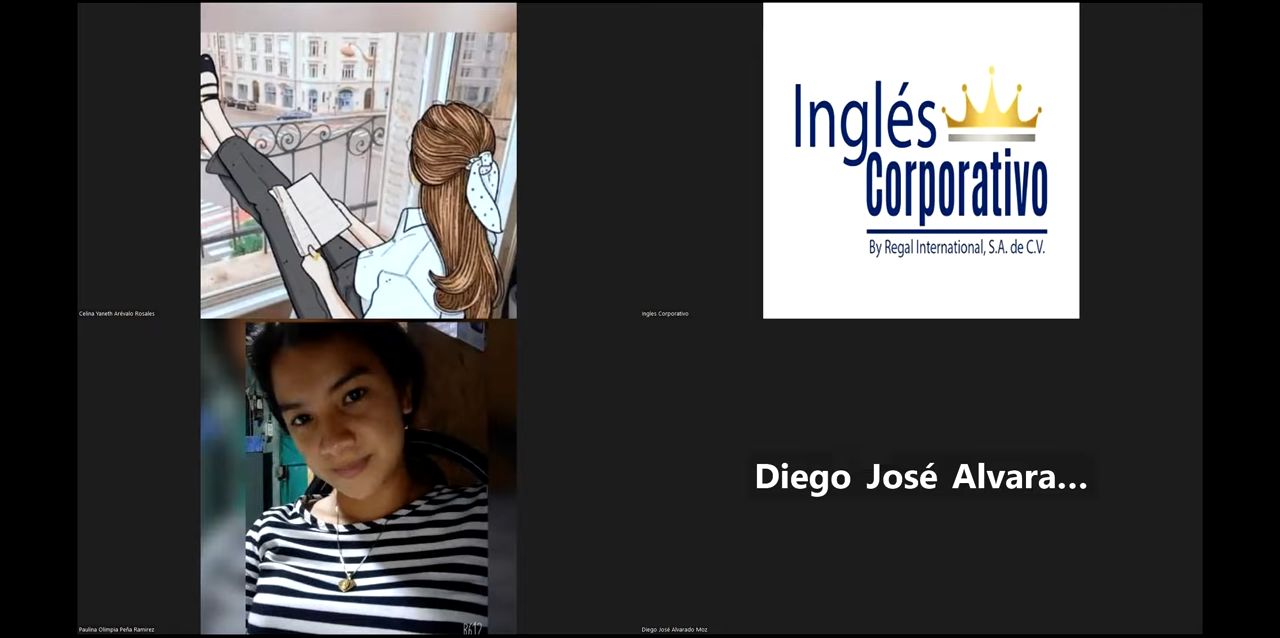 Inglés
Corporativo
By Regal International, S.A. de C.V.
Celina Yaneth Arévalo Rosales
Ingles Corporativo
Diego José Alvara...
Paulina Olimpia Peña Ramirez
Diego José Alvarado Moz